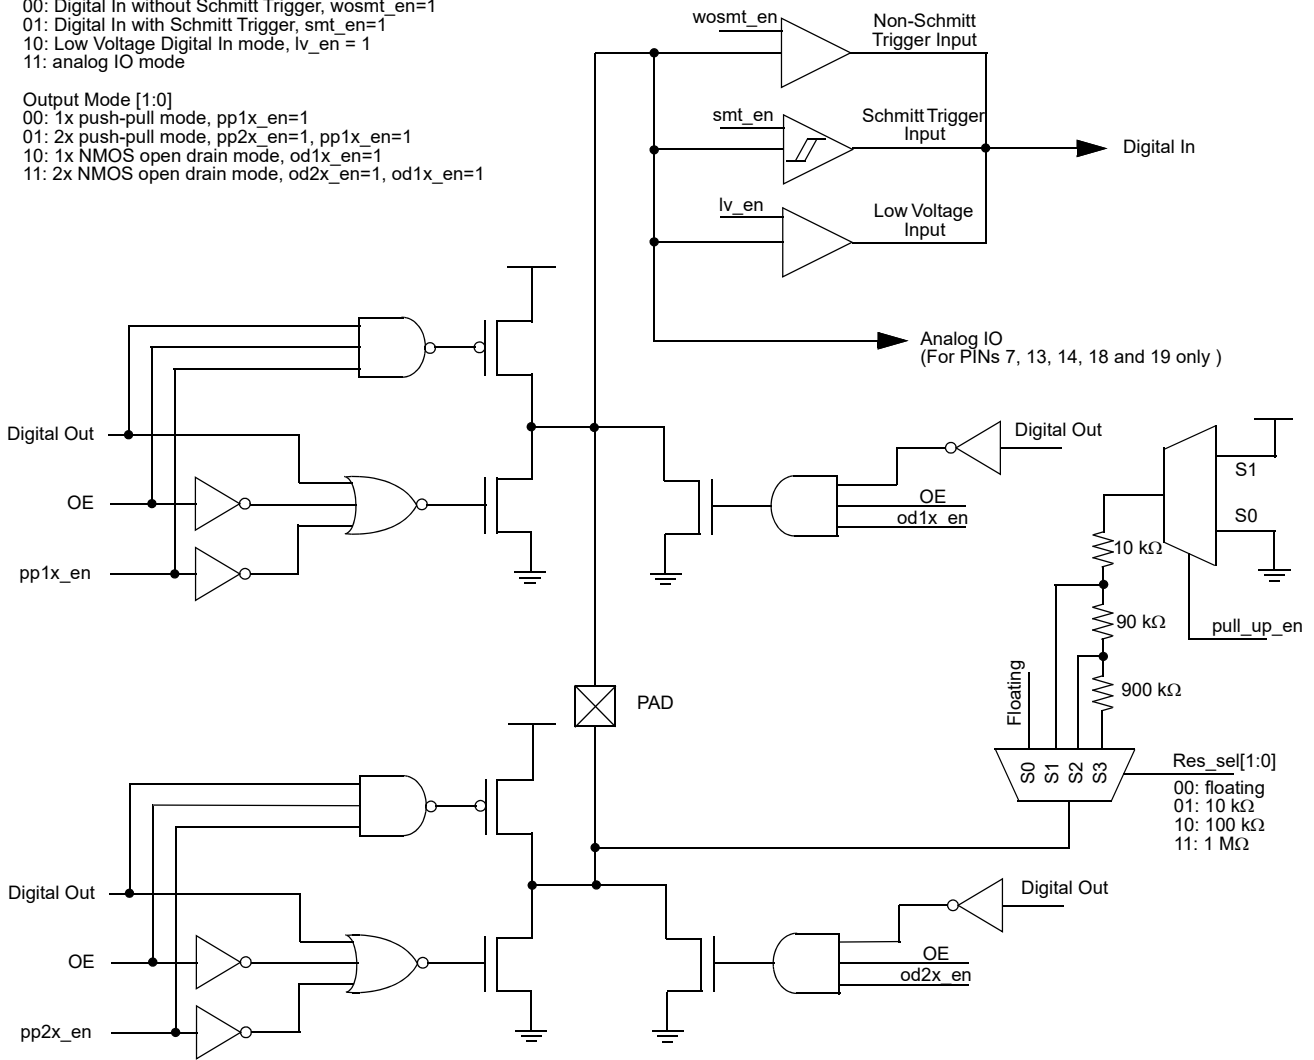 00: Digital In without Schmitt Trigger, wosmt_en=1
01: Digital In with Schmitt Trigger, smt_en=1
10: Low Voltage Digital In mode, lv_en = 1
11: analog IO mode
Output Mode [1:0]
00: 1x push-pull mode, pp1x_en=1
01: 2x push-pull mode, pp2x_en=1, pp1x_en=1
10: 1x NMOS open drain mode, od1x_en=1
11: 2x NMOS open drain mode, od2x_en=1, od1x_en=1
wosmt_en
Non-Schmitt
Trigger Input
smt_en
Schmitt Trigger
Input
Digital In
lv_en
Low Voltage
Input
Analog IO
(For PINs 7, 13, 14, 18 and 19 only )
Digital Out
OE
pp1x_en
Digital Out
OE
od1x_en
S1
S0
10 kΩ
90 kΩ
pull_up_en
900 kΩ
Floating
PAD
S0
S1
S2
S3
Res_sel[1:0]
00: floating
01: 10 kΩ
10: 100 kΩ
11: 1 MΩ
Digital Out
OE
pp2x_en
Digital Out
OE
od2x_en